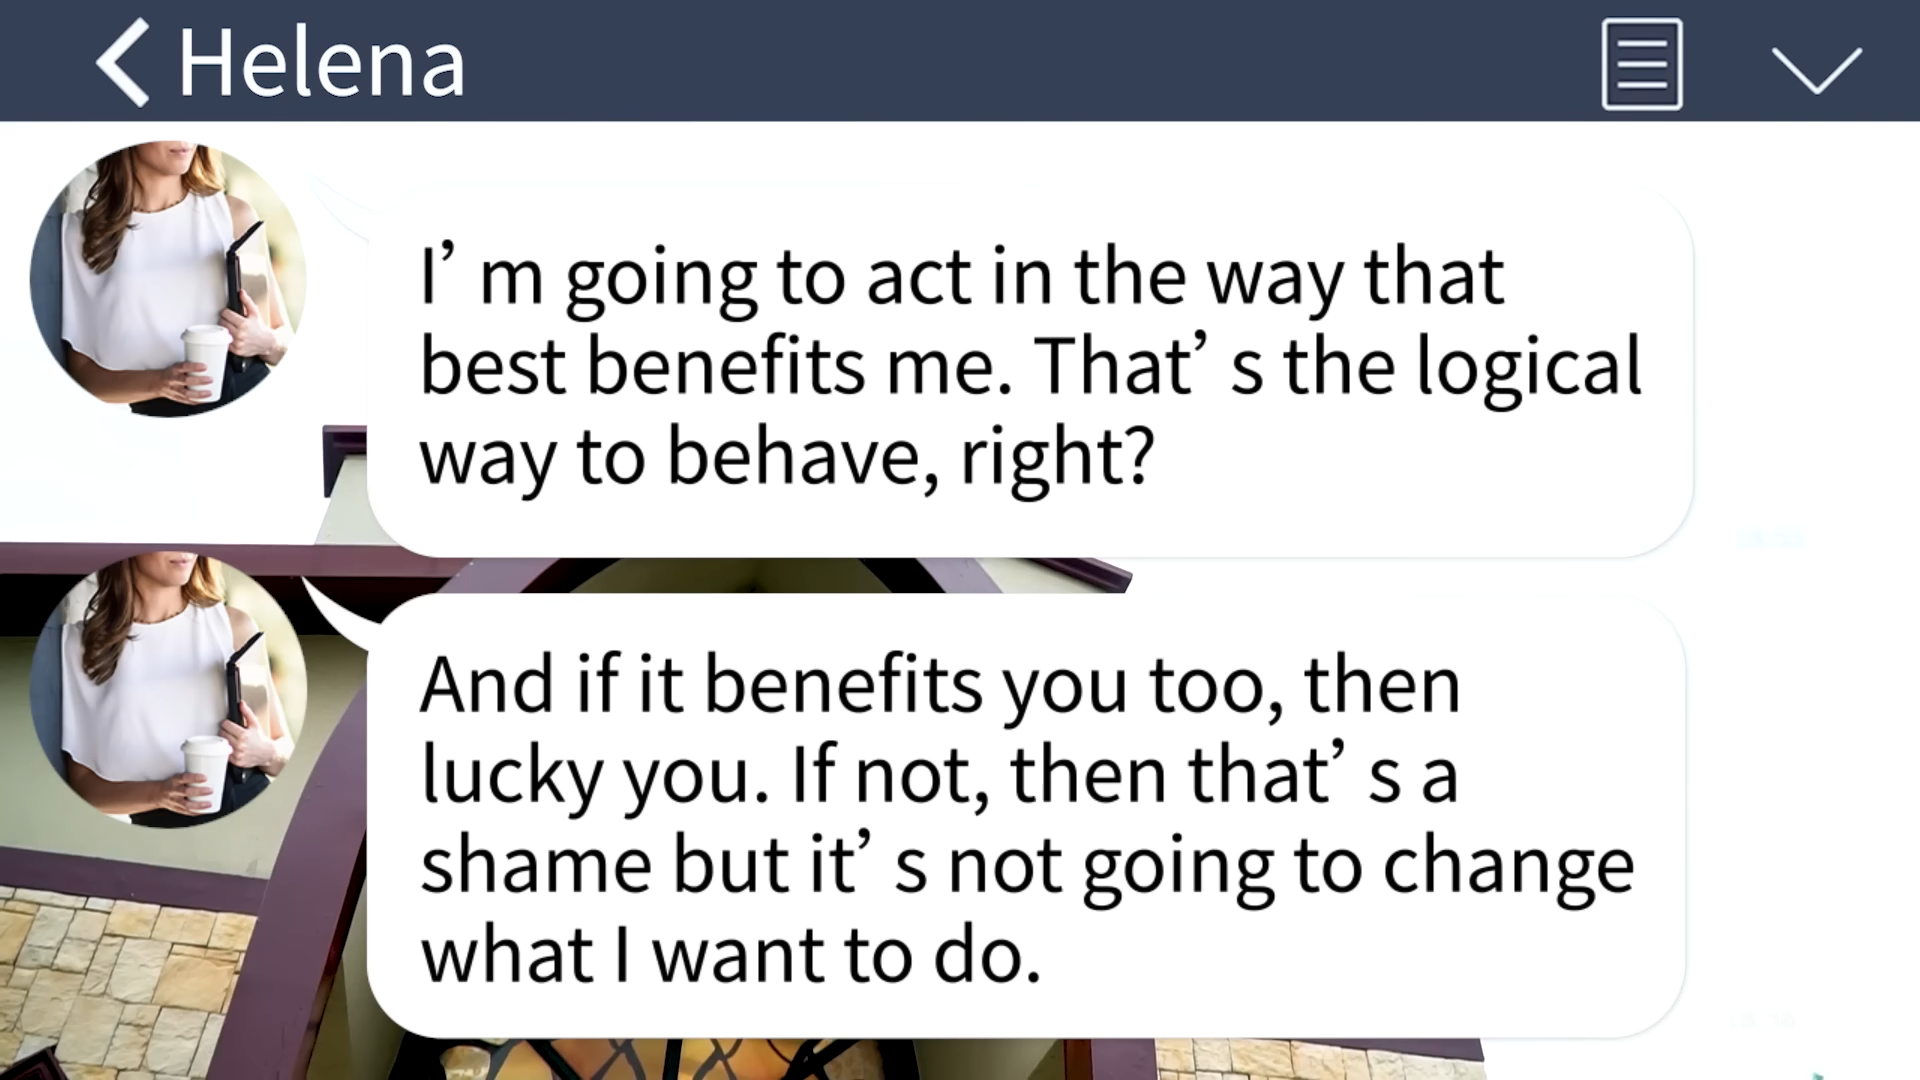 Helena
I’m going to act in the way that
best benefits me. That’s the logical
way to behave, right?
And if it benefits you too, then
lucky you. If not, then that’s a
shame but it’s not going to change
what I want to do.